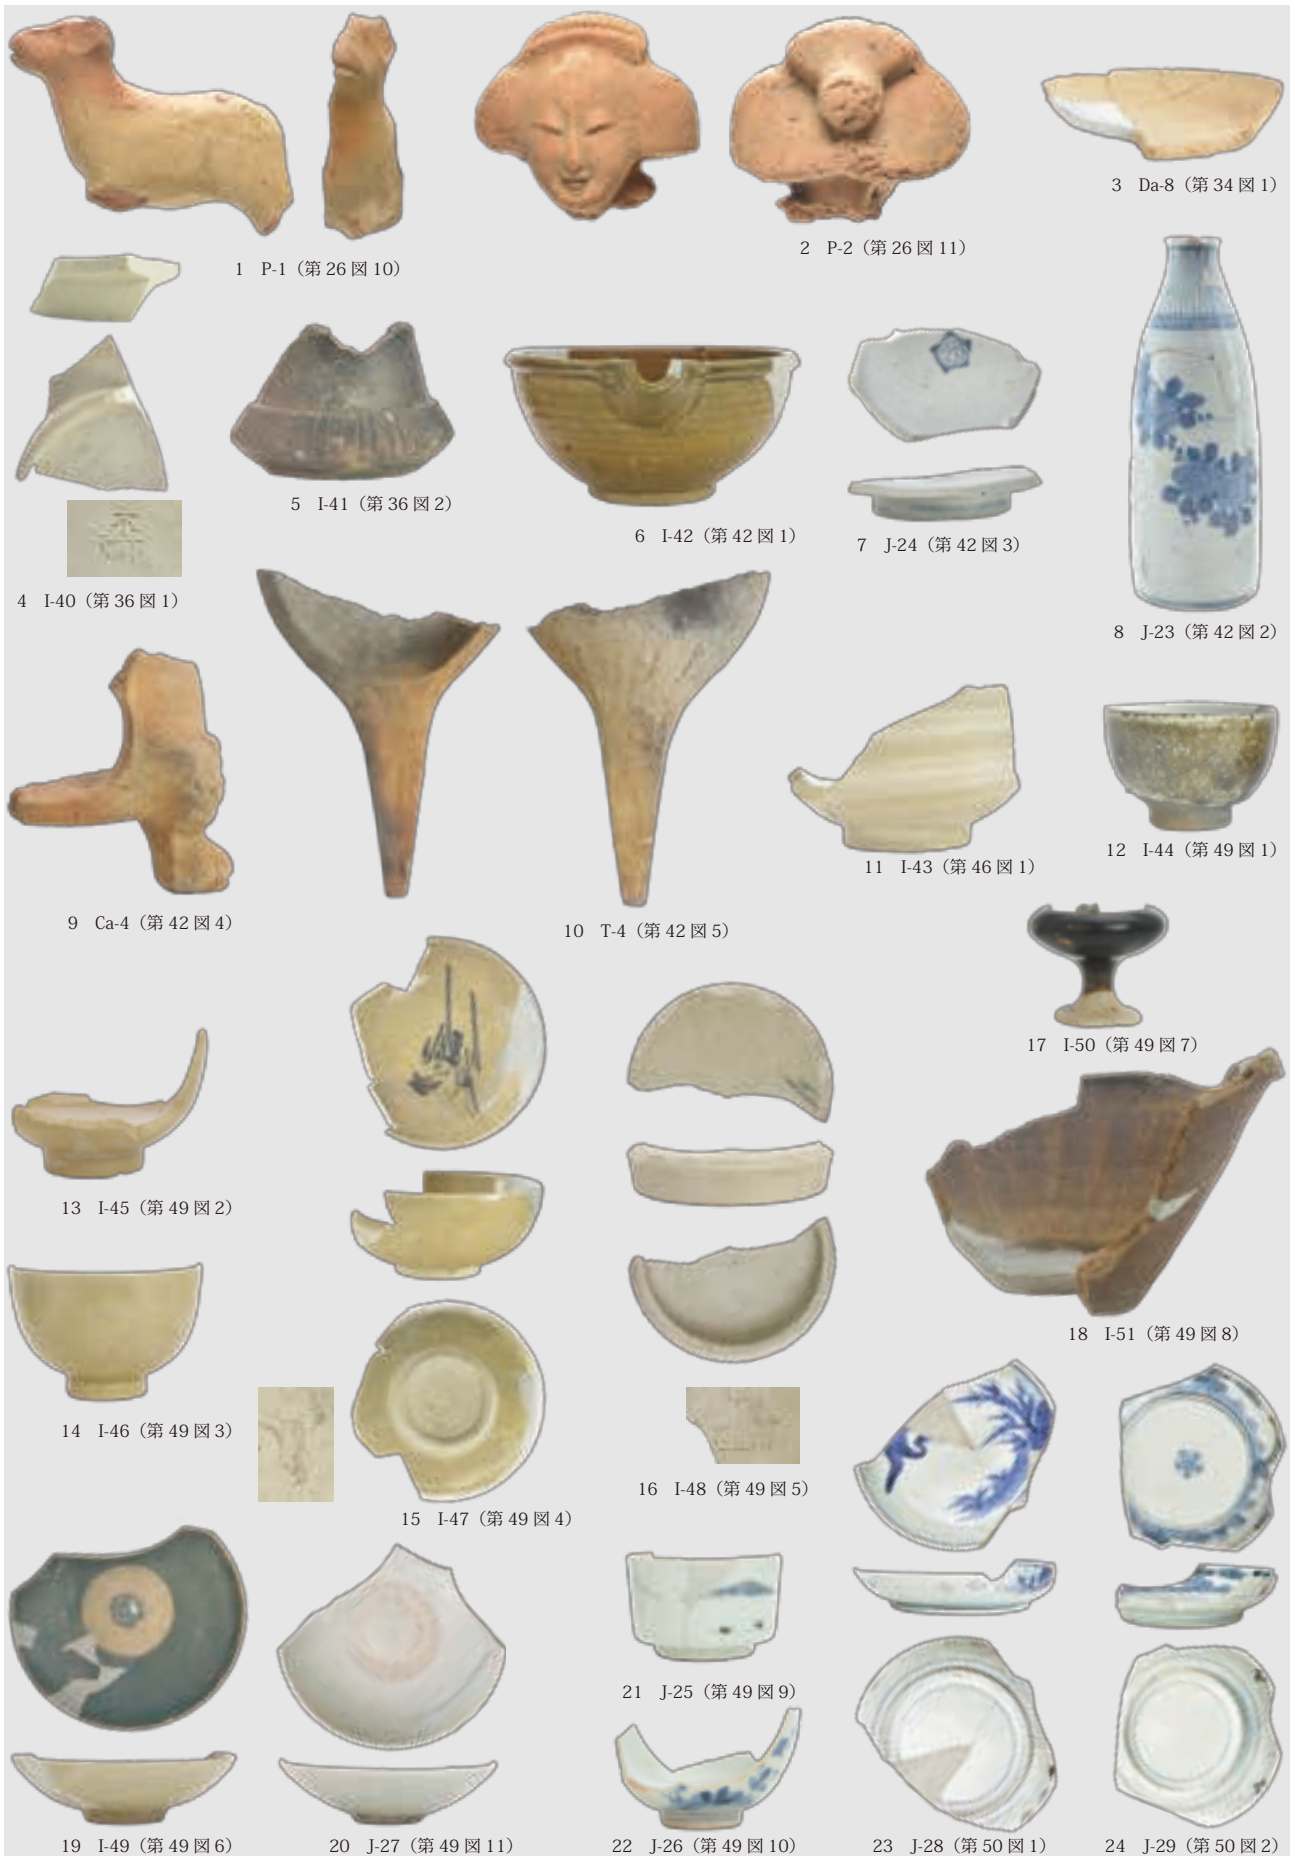 1 P-1（第 26 図 10）
2 P-2（第 26 図 11）
3 Da-8（第 34 図 1）
4 I-40（第 36 図 1）
5 I-41（第 36 図 2）
6 I-42（第 42 図 1）
7 J-24（第 42 図 3）
8 J-23（第 42 図 2）
9 Ca-4（第 42 図 4）
10 T-4（第 42 図 5）
11 I-43（第 46 図 1）
12 I-44（第 49 図 1）
13 I-45（第 49 図 2）
14 I-46（第 49 図 3）
15 I-47（第 49 図 4）
16 I-48（第 49 図 5）
17 I-50（第 49 図 7）
18 I-51（第 49 図 8）
19 I-49（第 49 図 6）
20 J-27（第 49 図 11）
21 J-25（第 49 図 9）
22 J-26（第 49 図 10）
23 J-28（第 50 図 1）
24 J-29（第 50 図 2）